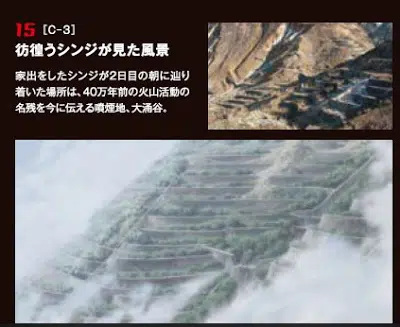 15 [C-3]
彷徨うシンジが見た風景
家出をしたシンジが2日目の朝に辿り
着いた場所は、40万年前の火山活動の
名残を今に伝える噴煙地、大涌谷。